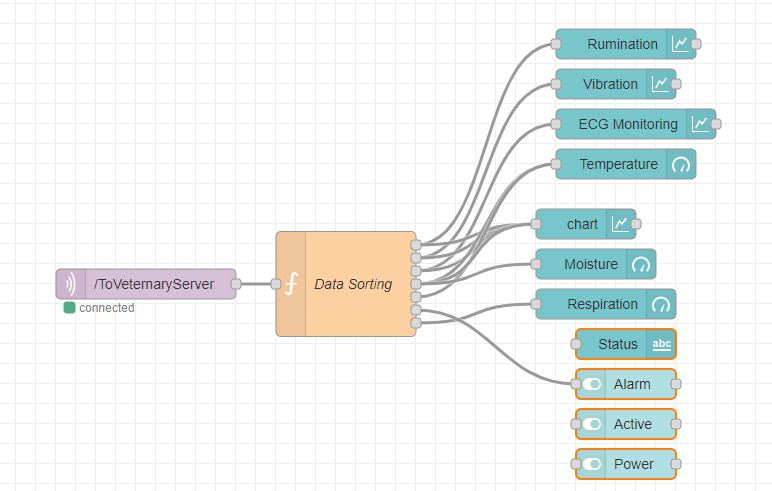 Rumination
Vibration
ECG Monitoring
Temperature
chart
/ToVeternaryServer
Data Sorting
Moisture
connected
Respiration
Status
abc
Alarm
Active
Power